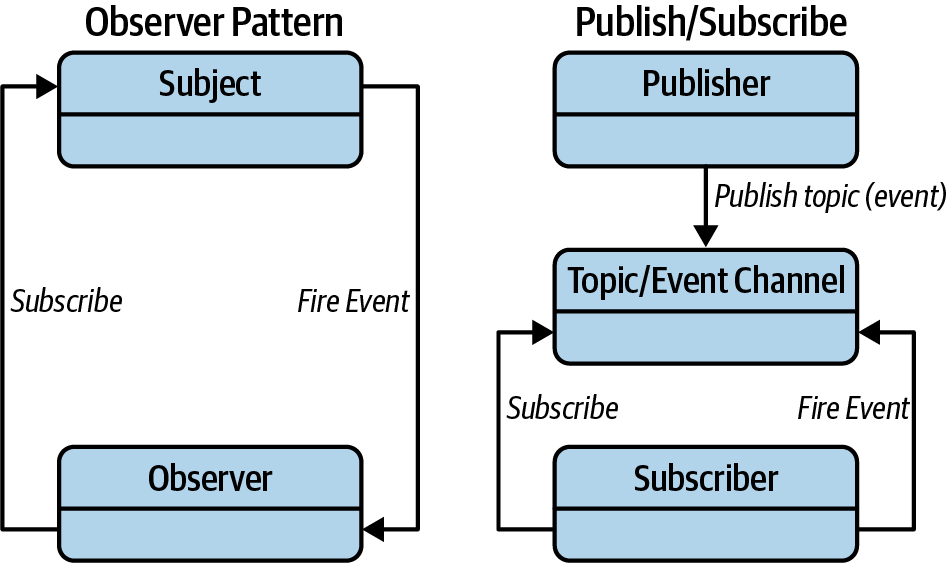 Observer Pattern
Subject
Subscribe
Fire Event
Observer
Publish/Subscribe
Publisher
Publish topic (event)
Topic/Event Channel
Subscribe
Fire Event
Subscriber